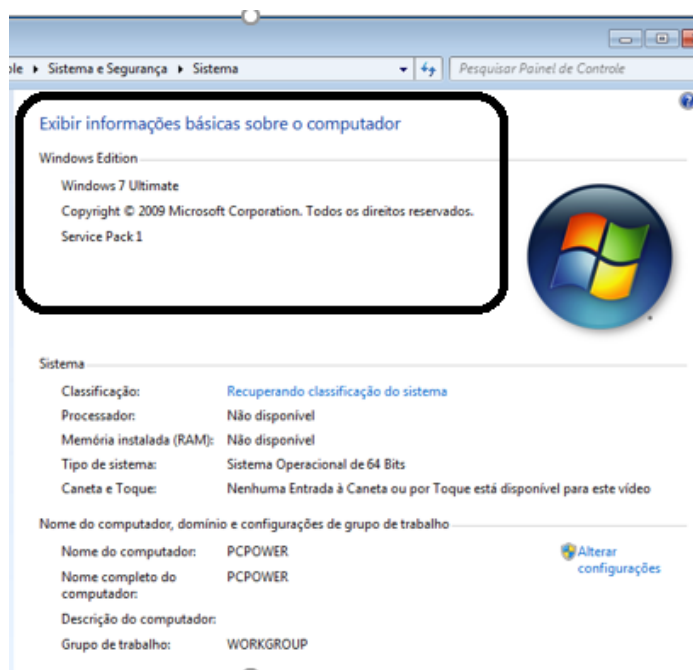 ole ▸ Sistema e Segurança ▸ Sistema
Pesquisar Painel de Controle
Exibir informações básicas sobre o computador
Windows Edition
Windows 7 Ultimate
Copyright © 2009 Microsoft Corporation. Todos os direitos reservados.
Service Pack 1
Sistema
Classificação: Recuperando classificação do sistema
Processador: Não disponível
Memória instalada (RAM): Não disponível
Tipo de sistema: Sistema Operacional de 64 Bits
Caneta e Toque: Nenhuma Entrada à Caneta ou por Toque está disponível para este vídeo
Nome do computador, domínio e configurações de grupo de trabalho
Nome do computador: PCPOWER
Alterar
configurações
Nome completo do
computador: PCPOWER
Descrição do computador:
Grupo de trabalho: WORKGROUP